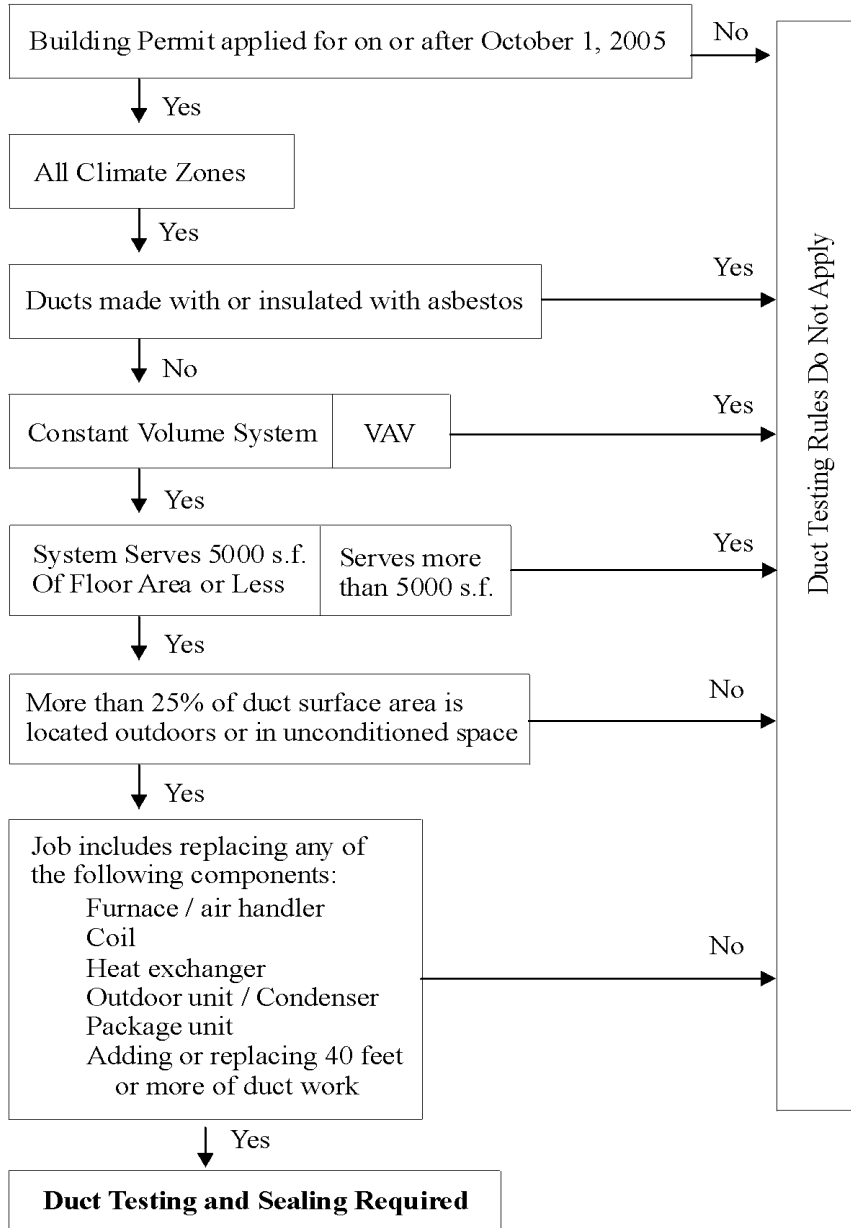 Building Permit applied for on or after October 1, 2005
No
Yes
All Climate Zones
Yes
Ducts made with or insulated with asbestos
Yes
No
Constant Volume System
VAV
Yes
Yes
System Serves 5000 s.f.
Of Floor Area or Less
Serves more
than 5000 s.f.
Yes
Yes
More than 25% of duct surface area is
located outdoors or in unconditioned space
No
Yes
Job includes replacing any of
the following components:
Furnace / air handler
Coil
Heat exchanger
Outdoor unit / Condenser
Package unit
Adding or replacing 40 feet
or more of duct work
No
Yes
Duct Testing and Sealing Required
Duct Testing Rules Do Not Apply